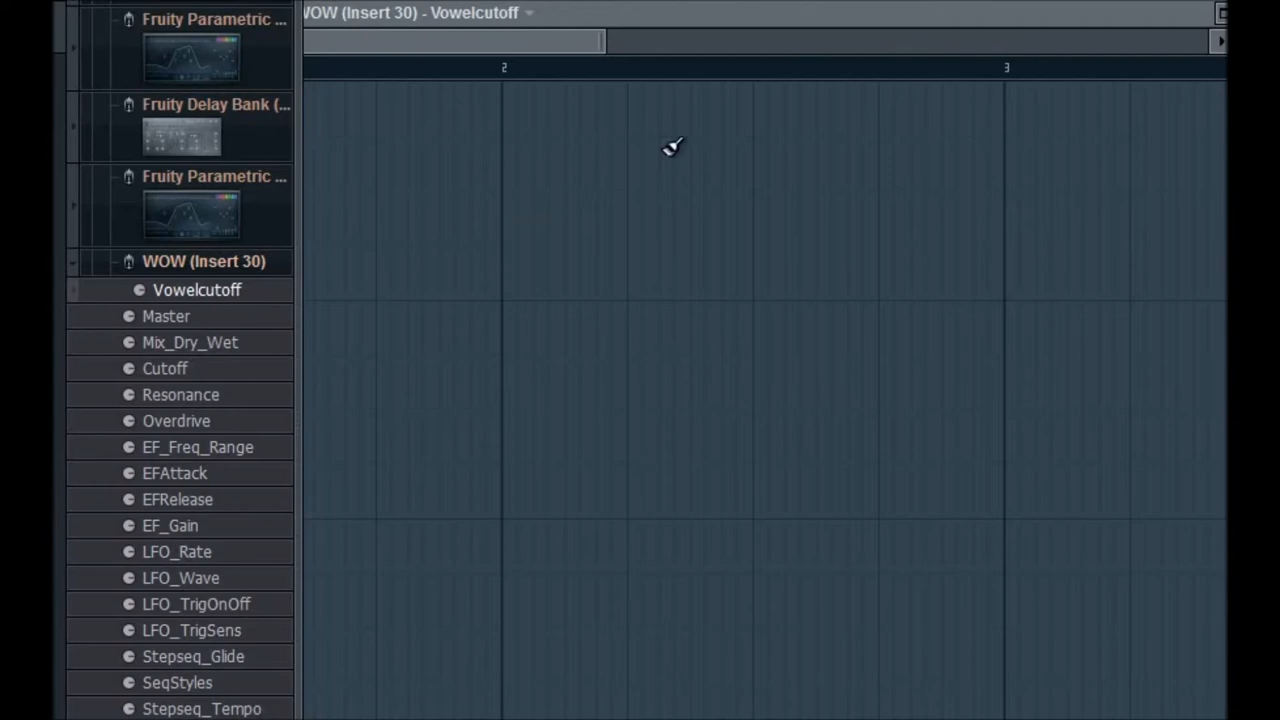 WOW (Insert 30) - Vowelcutoff
2
3
Fruity Parametric ...
Fruity Delay Bank (...
Fruity Parametric ...
WOW (Insert 30)
Vowelcutoff
Master
Mix_Dry_Wet
Cutoff
Resonance
Overdrive
EF_Freq_Range
EFAttack
EFRelease
EF_Gain
LFO_Rate
LFO_Wave
LFO_TrigOnOff
LFO_TrigSens
Stepseq_Glide
SeqStyles
Stepseq_Tempo